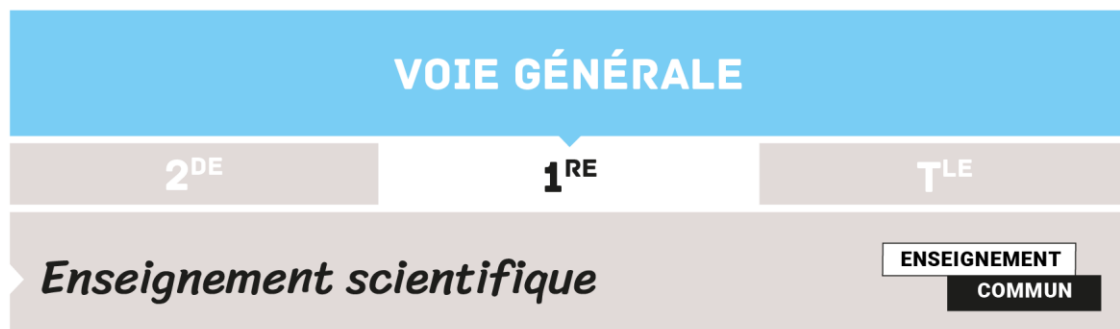 VOIE GÉNÉRALE
2DE 1RE TLE
Enseignement scientifique
ENSEIGNEMENT
COMMUN